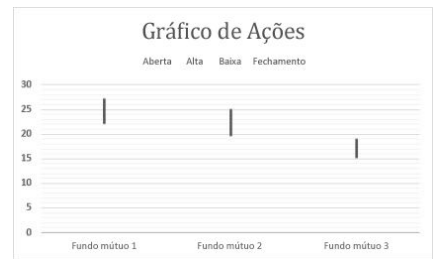 Gráfico de Ações
Aberta Alta Baixa Fechamento
30
25
20
15
10
5
0
Fundo mútuo 1 Fundo mútuo 2 Fundo mútuo 3